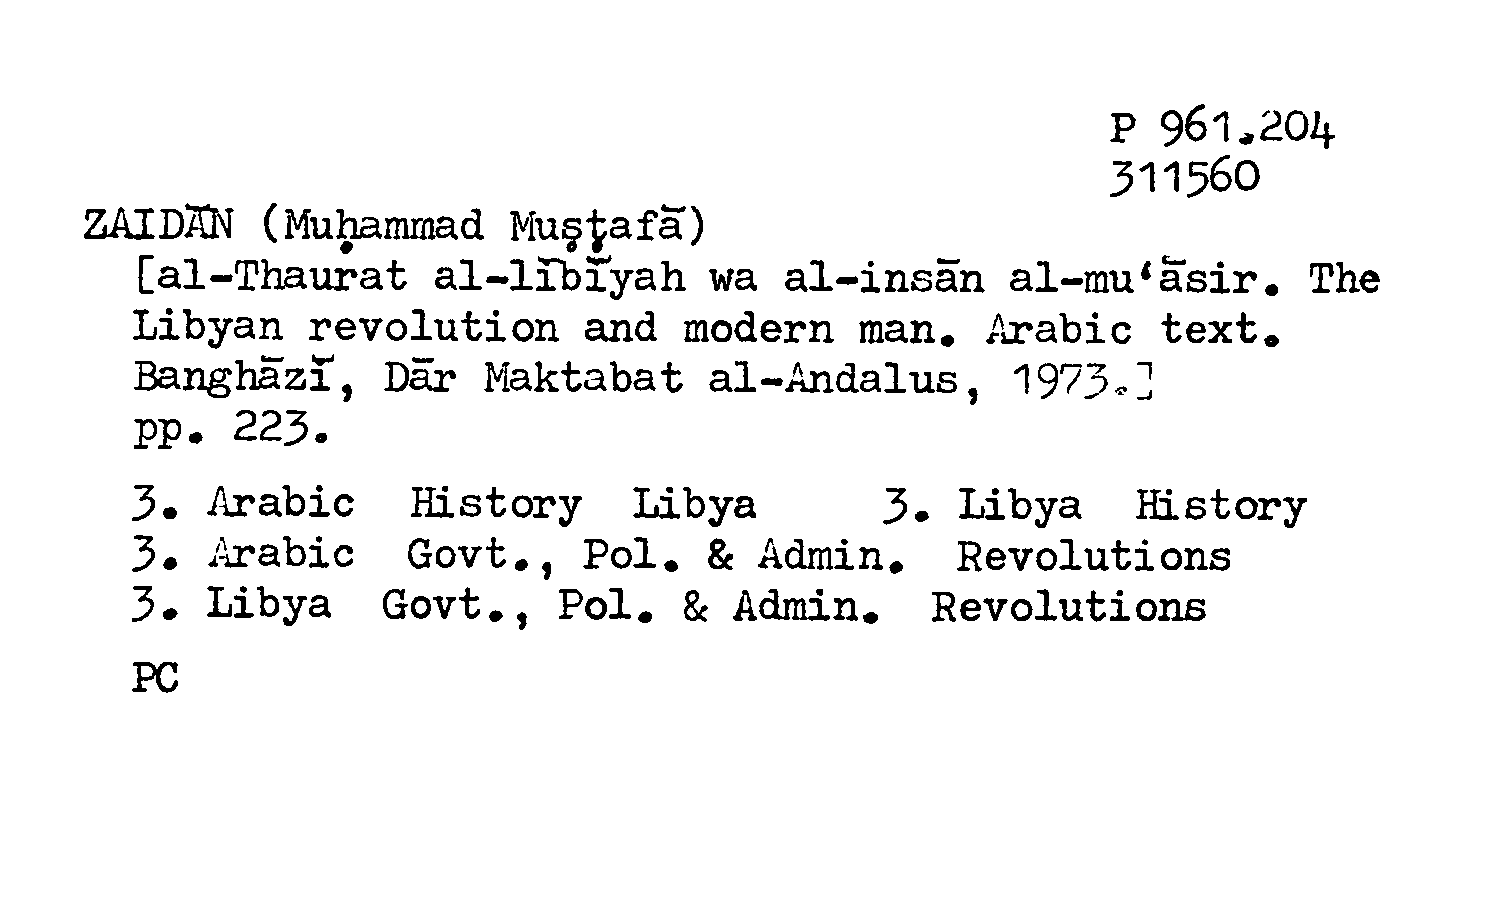 P 961.204
311560
ZAIDĀN (Muḥammad Muṣṭafā)
[al-Thaurat al-lībīyah wa al-insān al-mu‘āsir. The
Libyan revolution and modern man. Arabic text.
Banghāzī, Dār Maktabat al-Andalus, 1973.]
pp. 223.
3. Arabic History Libya 3. Libya History
3. Arabic Govt., Pol. & Admin. Revolutions
3. Libya Govt., Pol. & Admin. Revolutions
PC